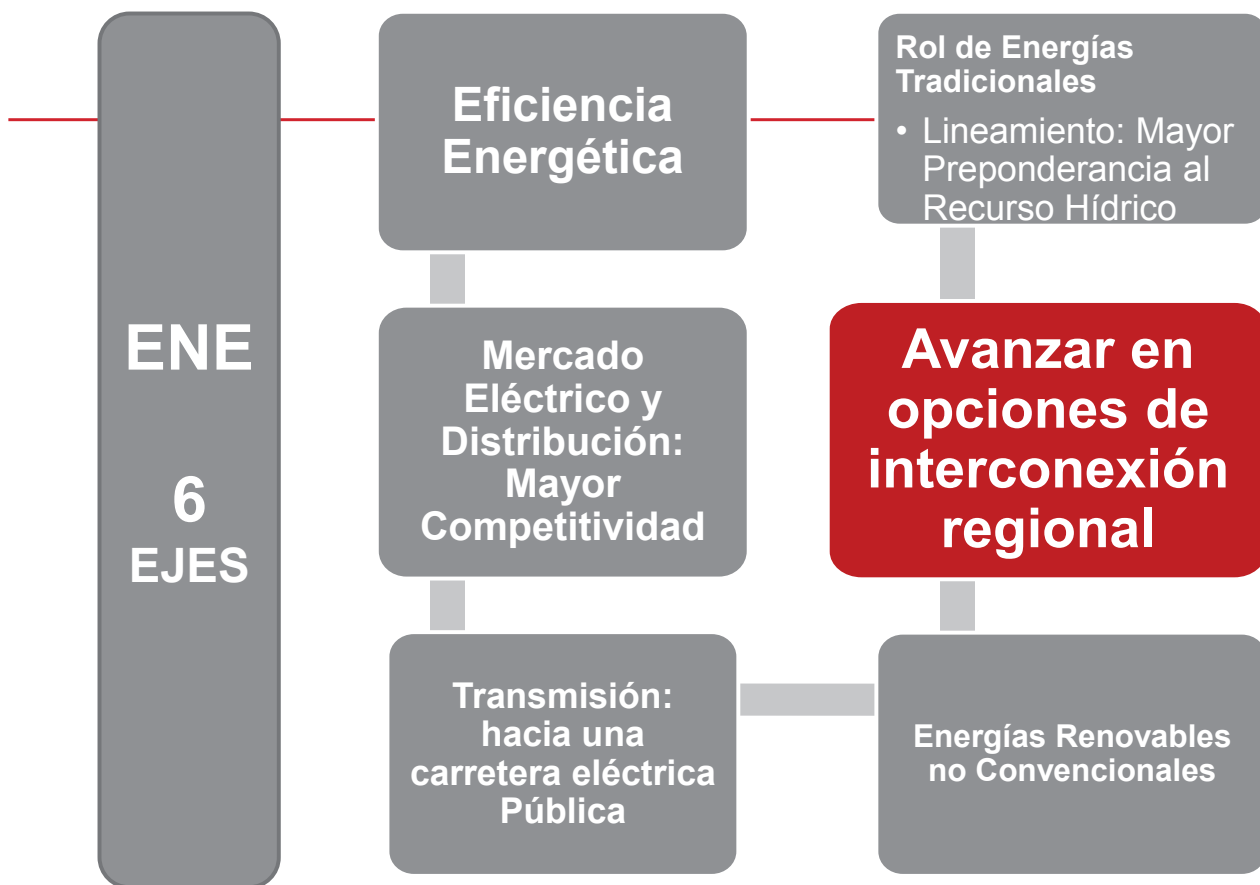 ENE
6
EJES
Eficiencia
Energética
Mercado
Eléctrico y
Distribución:
Mayor
Competitividad
Transmisión:
hacia una
carretera eléctrica
Pública
Rol de Energías
Tradicionales
• Lineamiento: Mayor
Preponderancia al
Recurso Hídrico
Avanzar en
opciones de
interconexión
regional
Energías Renovables
no Convencionales